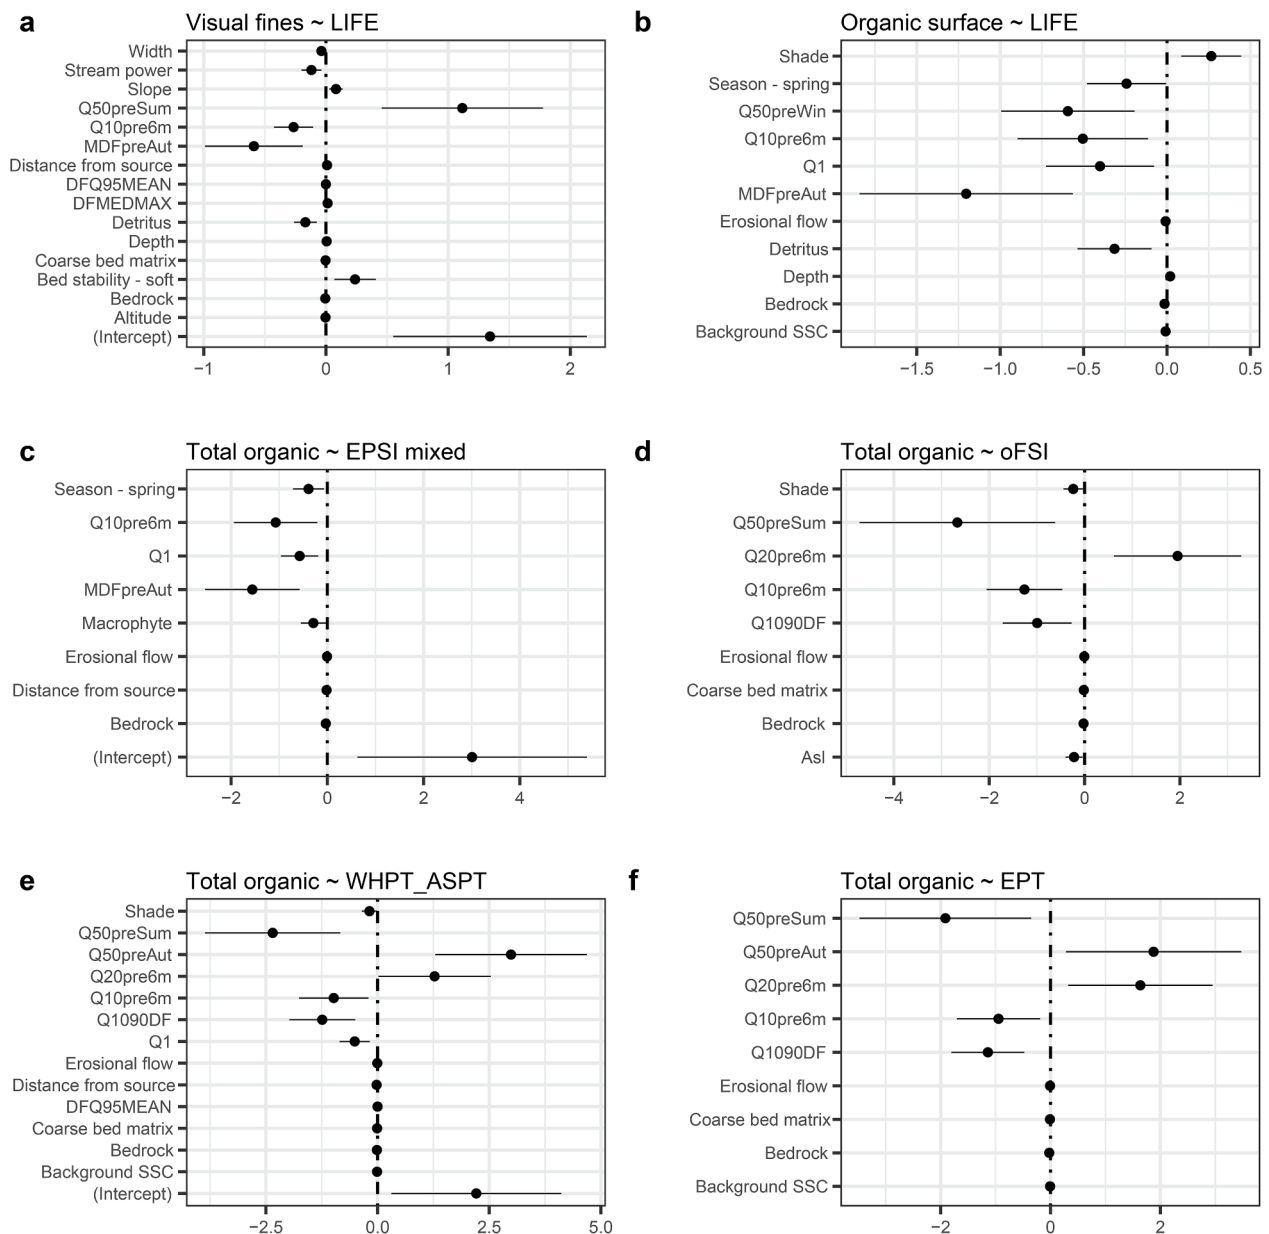 a
Visual fines ~ LIFE
Width
Stream power
Slope
Q50preSum
Q10pre6m
MDFpreAut
Distance from source
DFQ95MEAN
DFMEDMAX
Detritus
Depth
Coarse bed matrix
Bed stability - soft
Bedrock
Altitude
(Intercept)
−1 0 1 2
b
Organic surface ~ LIFE
Shade
Season - spring
Q50preWin
Q10pre6m
Q1
MDFpreAut
Erosional flow
Detritus
Depth
Bedrock
Background SSC
−1.5 −1.0 −0.5 0.0 0.5
c
Total organic ~ EPSI mixed
Season - spring
Q10pre6m
Q1
MDFpreAut
Macrophyte
Erosional flow
Distance from source
Bedrock
(Intercept)
−2 0 2 4
d
Total organic ~ oFSI
Shade
Q50preSum
Q20pre6m
Q10pre6m
Q1090DF
Erosional flow
Coarse bed matrix
Bedrock
Asl
−4 −2 0 2
e
Total organic ~ WHPT_ASPT
Shade
Q50preSum
Q50preAut
Q20pre6m
Q10pre6m
Q1090DF
Q1
Erosional flow
Distance from source
DFQ95MEAN
Coarse bed matrix
Bedrock
Background SSC
(Intercept)
−2.5 0.0 2.5 5.0
f
Total organic ~ EPT
Q50preSum
Q50preAut
Q20pre6m
Q10pre6m
Q1090DF
Erosional flow
Coarse bed matrix
Bedrock
Background SSC
−2 0 2